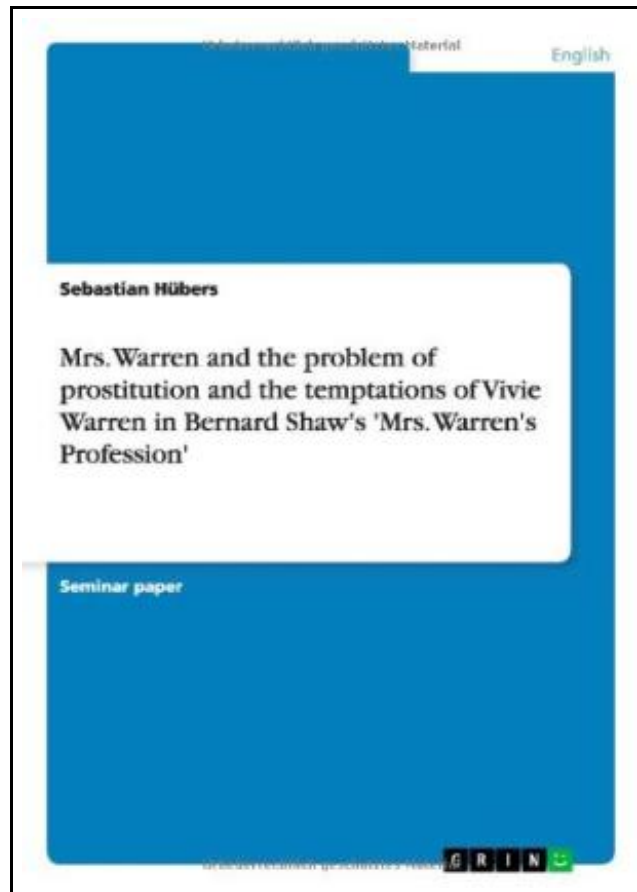 Material
English
Sebastian Hübers
Mrs. Warren and the problem of
prostitution and the temptations of Vivie
Warren in Bernard Shaw's 'Mrs. Warren's
Profession'
Seminar paper
GRIN